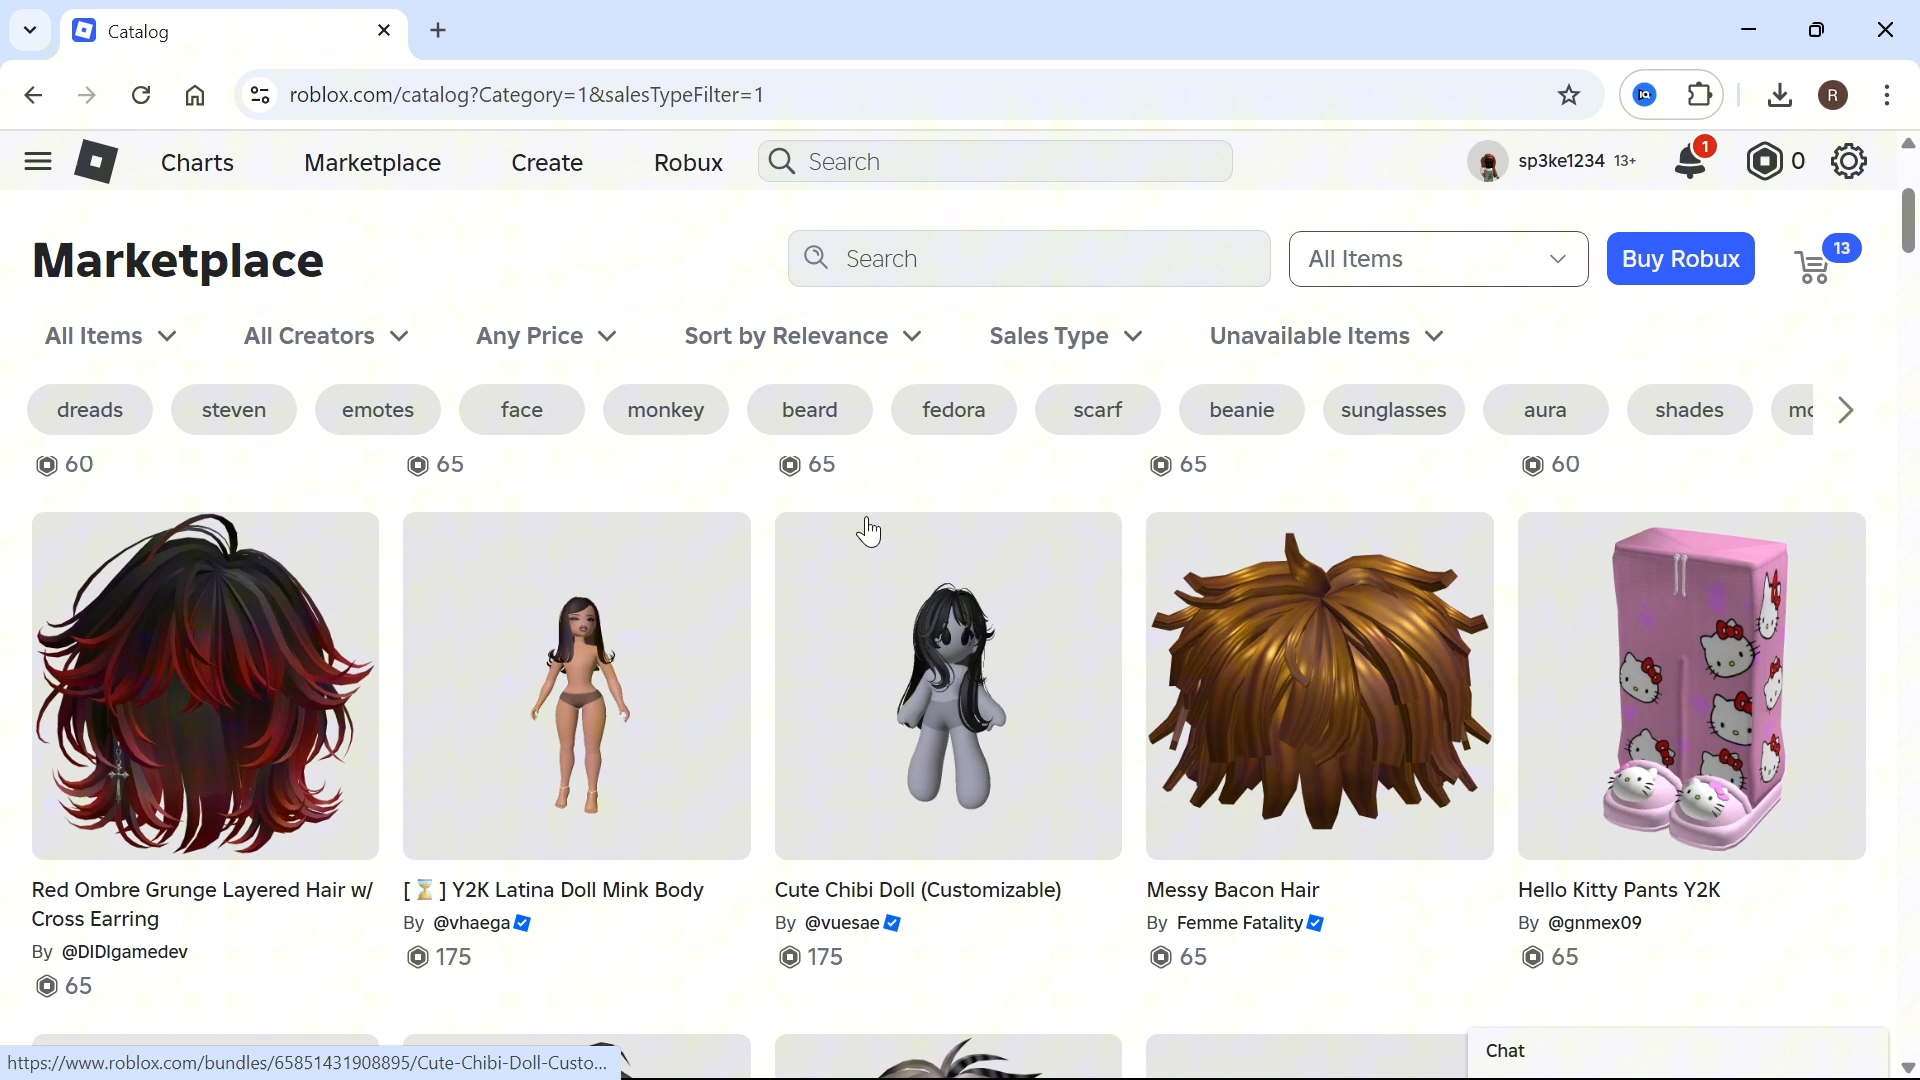 Catalog
roblox.com/catalog?Category=1&salesTypeFilter=1
R
Charts
Marketplace
Create
Robux
Search
sp3ke1234 13+
1
0
Marketplace
Search
All Items
Buy Robux
13
All Items
All Creators
Any Price
Sort by Relevance
Sales Type
Unavailable Items
dreads
steven
emotes
face
monkey
beard
fedora
scarf
beanie
sunglasses
aura
shades
60
65
65
65
60
Red Ombre Grunge Layered Hair w/
Cross Earring
By @DIDIgamedev
65
[⏳] Y2K Latina Doll Mink Body
By @vhaega
175
Cute Chibi Doll (Customizable)
By @vuesae
175
Messy Bacon Hair
By Femme Fatality
65
Hello Kitty Pants Y2K
By @gnmex09
65
Chat
https://www.roblox.com/bundles/65851431908895/Cute-Chibi-Doll-Custo...